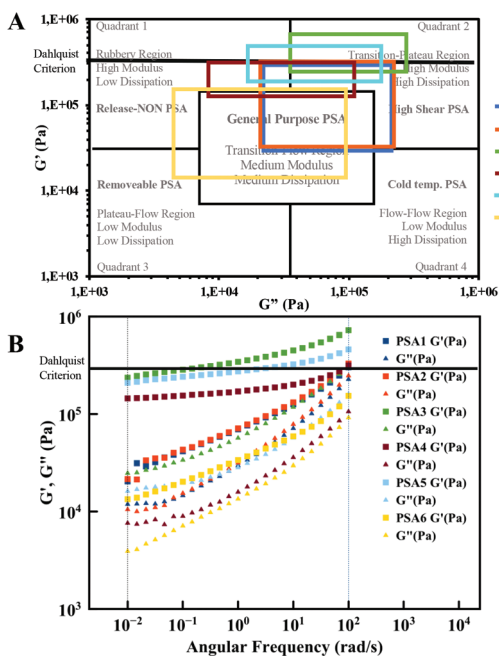 A
Quadrant 1
Quadrant 2
Dahlquist
Criterion
Rubbery Region
High Modulus
Low Dissipation
Transition-Plateau Region
High Modulus
High Dissipation
Release-NON PSA
General Purpose PSA
High Shear PSA
Transition-Flow Region
Medium Modulus
Medium Dissipation
Removeable PSA
Cold temp. PSA
Plateau-Flow Region
Low Modulus
Low Dissipation
Flow-Flow Region
Low Modulus
High Dissipation
Quadrant 3
Quadrant 4
G' (Pa)
1,E+06
1,E+05
1,E+04
1,E+03
1,E+03
1,E+04
1,E+05
1,E+06
G" (Pa)
B
Dahlquist
Criterion
G', G" (Pa)
10⁶
10⁵
10⁴
10³
PSA1 G'(Pa)
G"(Pa)
PSA2 G'(Pa)
G"(Pa)
PSA3 G'(Pa)
G"(Pa)
PSA4 G'(Pa)
G"(Pa)
PSA5 G'(Pa)
G"(Pa)
PSA6 G'(Pa)
G"(Pa)
10⁻²
10⁻¹
10⁰
10¹
10²
10³
10⁴
Angular Frequency (rad/s)